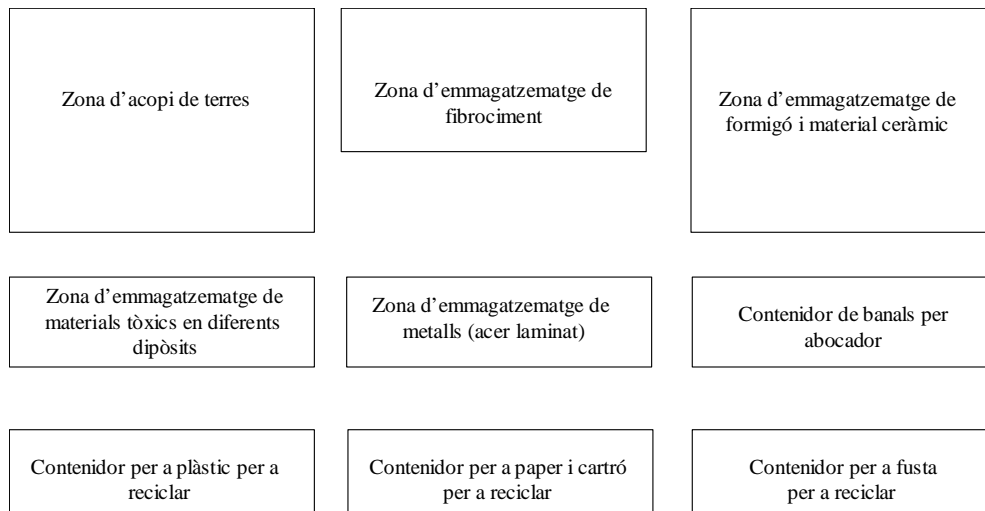 Zona d’acopi de terres
Zona d’emmagatzematge de
fibrociment
Zona d’emmagatzematge de
formigó i material ceràmic
Zona d’emmagatzematge de
materials tòxics en diferents
dipòsits
Zona d’emmagatzematge de
metalls (acer laminat)
Contenidor de banals per
abocador
Contenidor per a plàstic per a
reciclar
Contenidor per a paper i cartró
per a reciclar
Contenidor per a fusta
per a reciclar